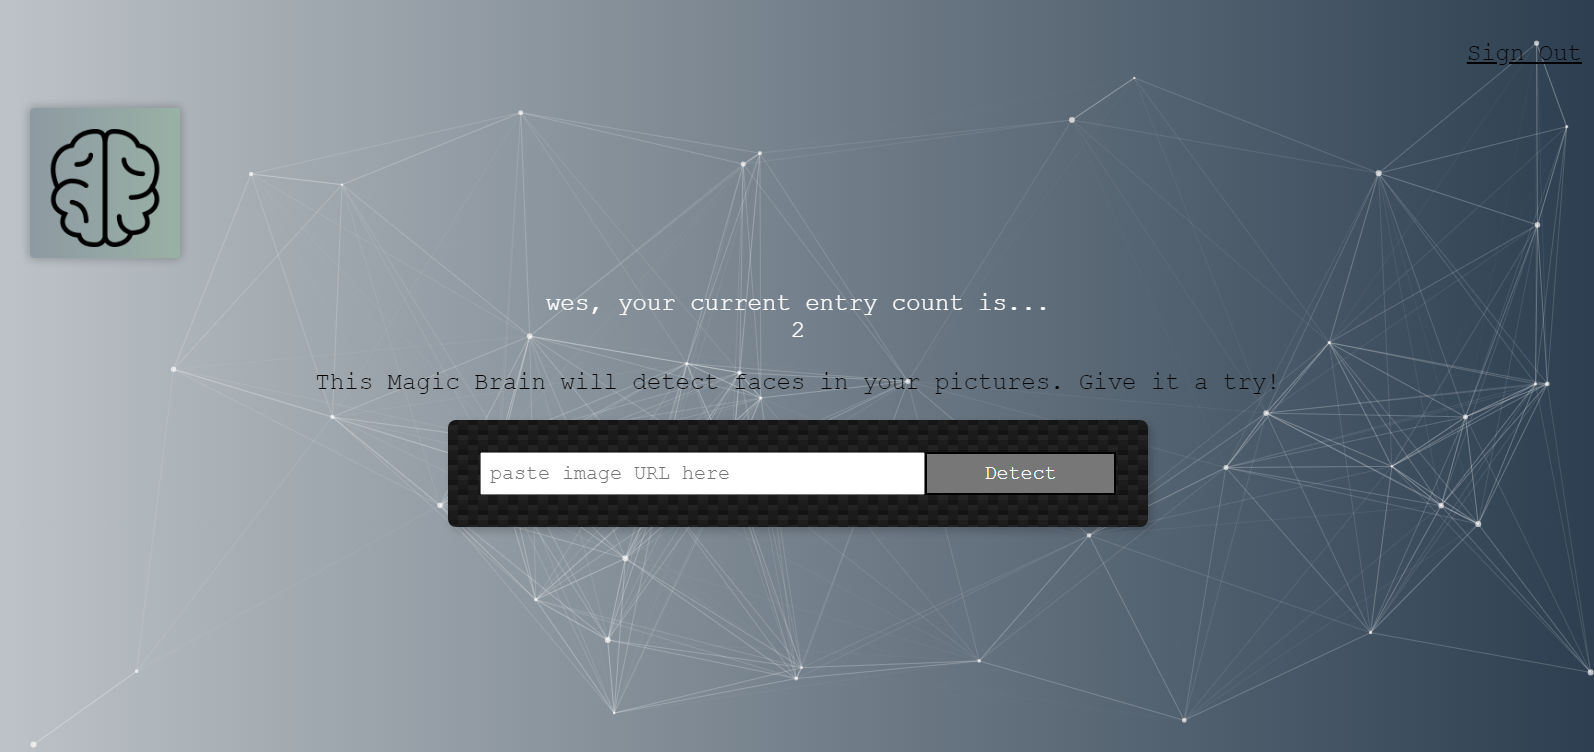 Sign Out
wes, your current entry count is...
2
This Magic Brain will detect faces in your pictures. Give it a try!
paste image URL here
Detect